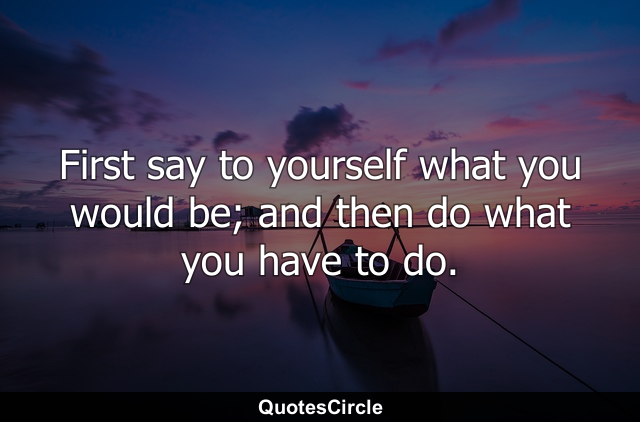 First say to yourself what you
would be; and then do what
you have to do.
QuotesCircle